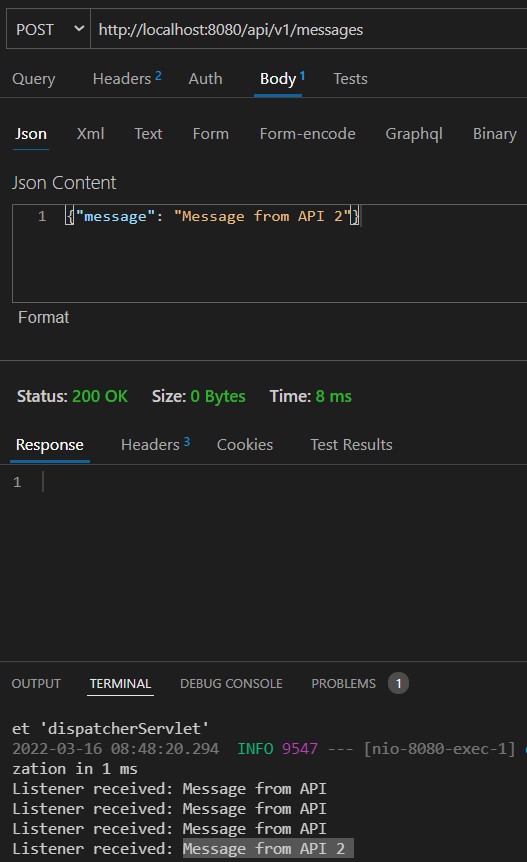 POST http://localhost:8080/api/v1/messages
Query Headers 2 Auth Body 1 Tests
Json Xml Text Form Form-encode Graphql Binary
Json Content
1 {"message": "Message from API 2"}
Format
Status: 200 OK Size: 0 Bytes Time: 8 ms
Response Headers 3 Cookies Test Results
1
OUTPUT TERMINAL DEBUG CONSOLE PROBLEMS 1
et 'dispatcherServlet'
2022-03-16 08:48:20.294 INFO 9547 --- [nio-8080-exec-1]
zation in 1 ms
Listener received: Message from API
Listener received: Message from API
Listener received: Message from API
Listener received: Message from API 2